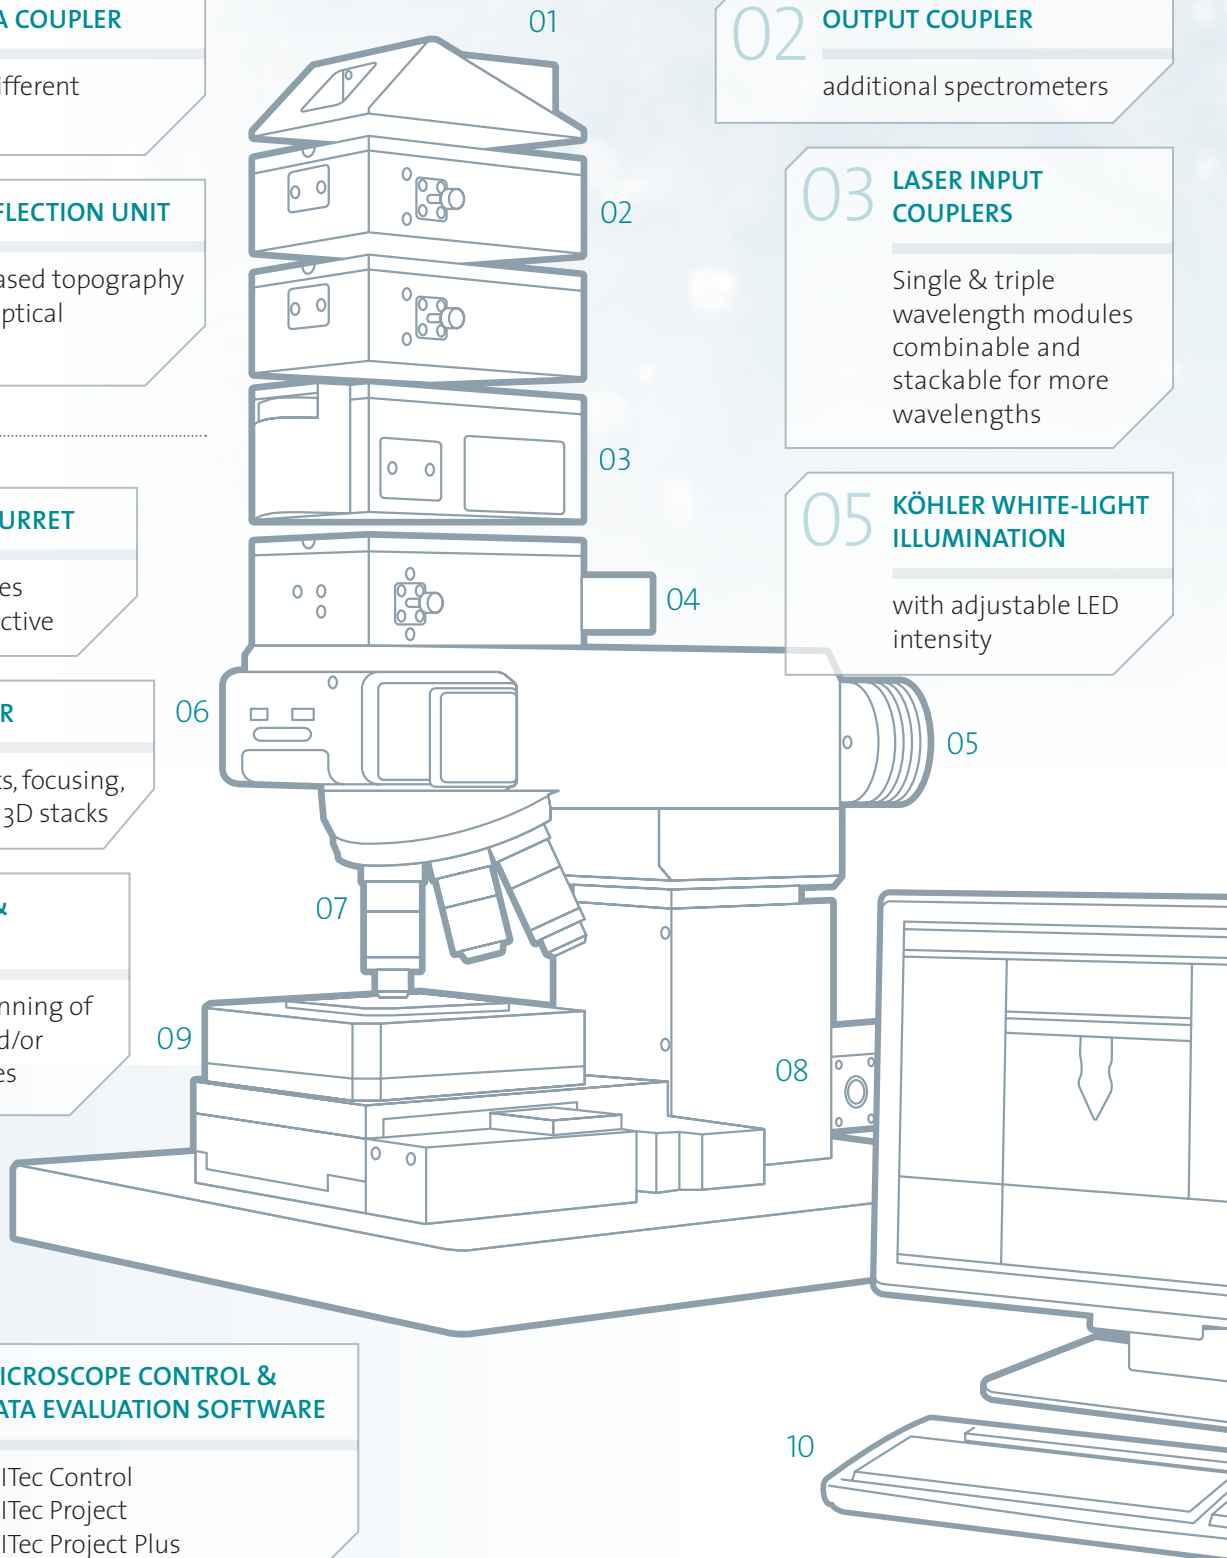 A COUPLER
ifferent
FLECTION UNIT
ased topography
ptical
URRET
es
ctive
R
ts, focusing,
3D stacks
&
nning of
d/or
es
ICROSCOPE CONTROL &
ATA EVALUATION SOFTWARE
ITec Control
ITec Project
ITec Project Plus
01
02
03
04
05
06
07
08
09
10
02 OUTPUT COUPLER
additional spectrometers
03 LASER INPUT
COUPLERS
Single & triple
wavelength modules
combinable and
stackable for more
wavelengths
05 KÖHLER WHITE-LIGHT
ILLUMINATION
with adjustable LED
intensity